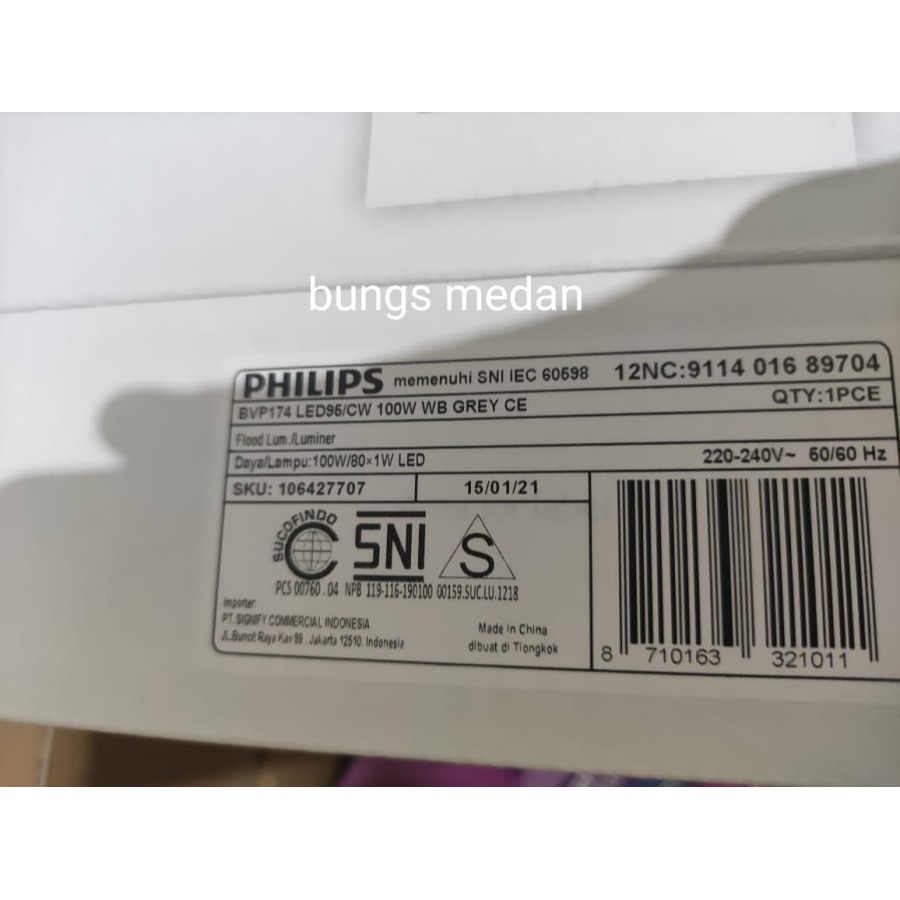 bungs medan
PHILIPS memenuhi SNI IEC 60598 12NC:9114 016 89704
BVP174 LED95/CW 100W WB GREY CE QTY:1PCE
Flood Lum./Luminer
Daya/Lampu:100W/80×1W LED 220-240V~ 50/60 Hz
SKU: 106427707 15/01/21
SUCOFINDO SNI S
PCS 00760 . 04 NPB 119-116-190100 00159.SUC.LU.1218
Importer:
PT. SIGNIFY COMMERCIAL INDONESIA
JL.Buncit Raya Kav 99 . Jakarta 12510. Indonesia
Made in China
dibuat di Tiongkok
8 710163 321011